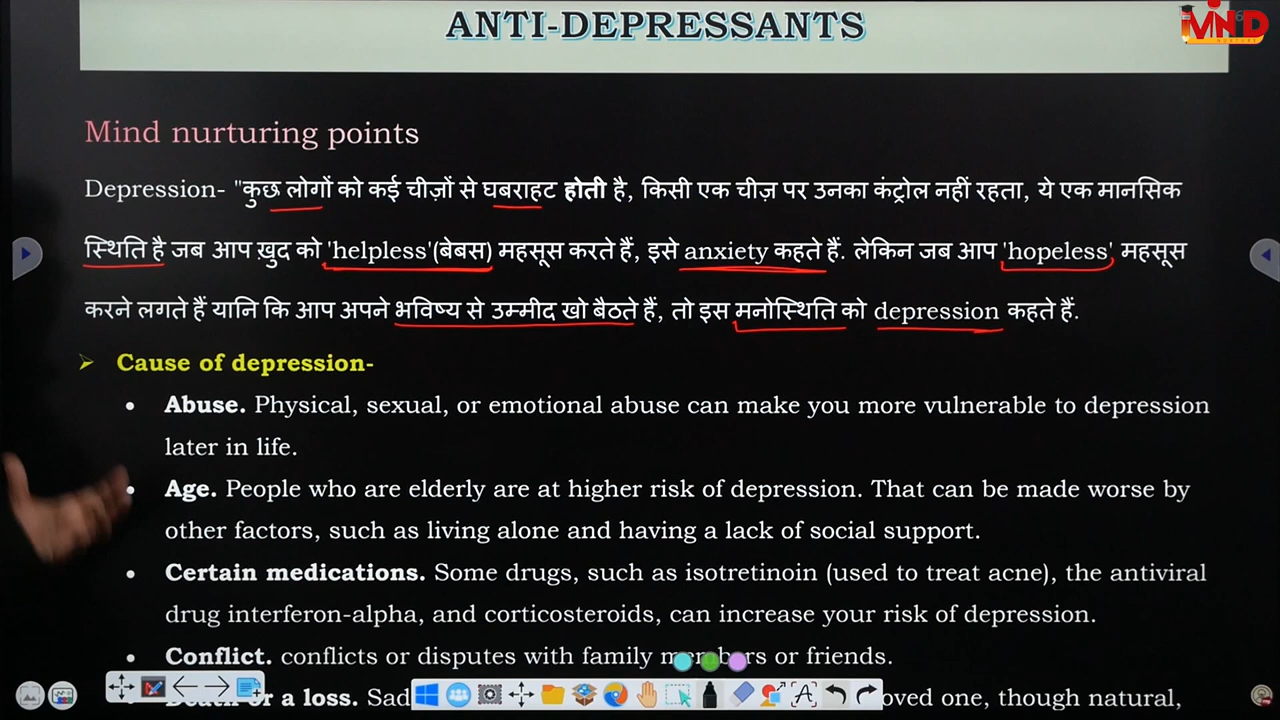 ANTI-DEPRESSANTS
MND
Mind nurturing points
Depression- "कुछ लोगों को कई चीज़ों से घबराहट होती है, किसी एक चीज़ पर उनका कंट्रोल नहीं रहता, ये एक मानसिक
स्थिति है जब आप ख़ुद को 'helpless'(बेबस) महसूस करते हैं, इसे anxiety कहते हैं. लेकिन जब आप 'hopeless' महसूस
करने लगते हैं यानि कि आप अपने भविष्य से उम्मीद खो बैठते हैं, तो इस मनोस्थिति को depression कहते हैं.
Cause of depression-
Abuse. Physical, sexual, or emotional abuse can make you more vulnerable to depression
later in life.
Age. People who are elderly are at higher risk of depression. That can be made worse by
other factors, such as living alone and having a lack of social support.
Certain medications. Some drugs, such as isotretinoin (used to treat acne), the antiviral
drug interferon-alpha, and corticosteroids, can increase your risk of depression.
Conflict. conflicts or disputes with family members or friends.
or a loss. Sad oved one, though natural,